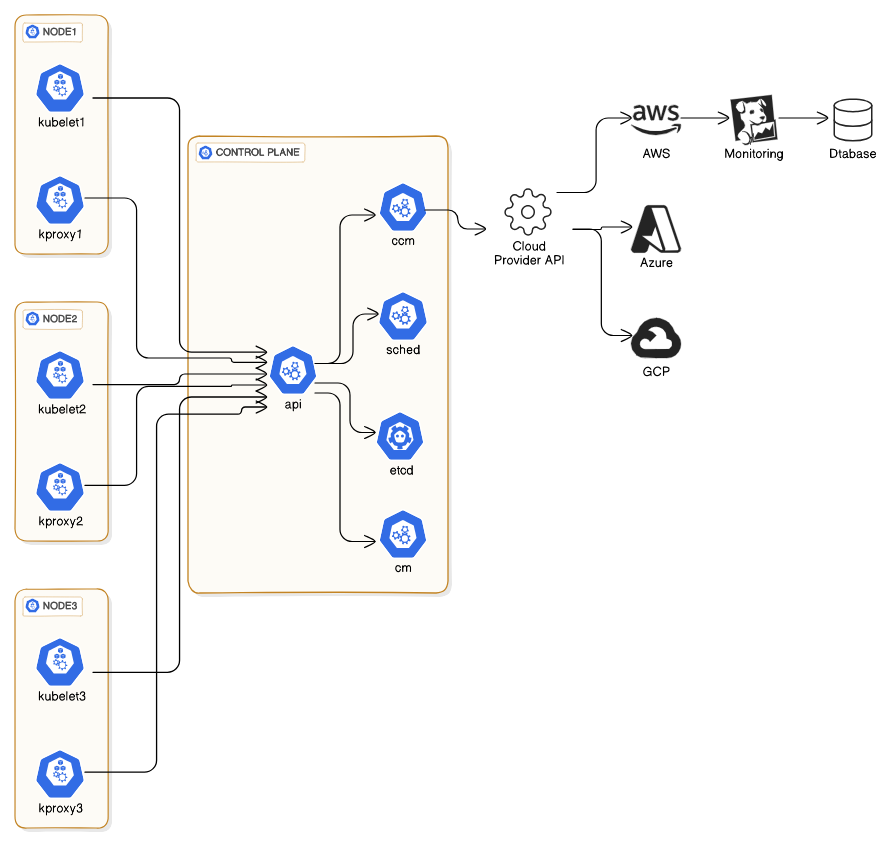 NODE1
kubelet1
kproxy1
NODE2
kubelet2
kproxy2
NODE3
kubelet3
kproxy3
CONTROL PLANE
api
ccm
sched
etcd
cm
Cloud
Provider API
aws
AWS
Monitoring
Dtabase
Azure
GCP